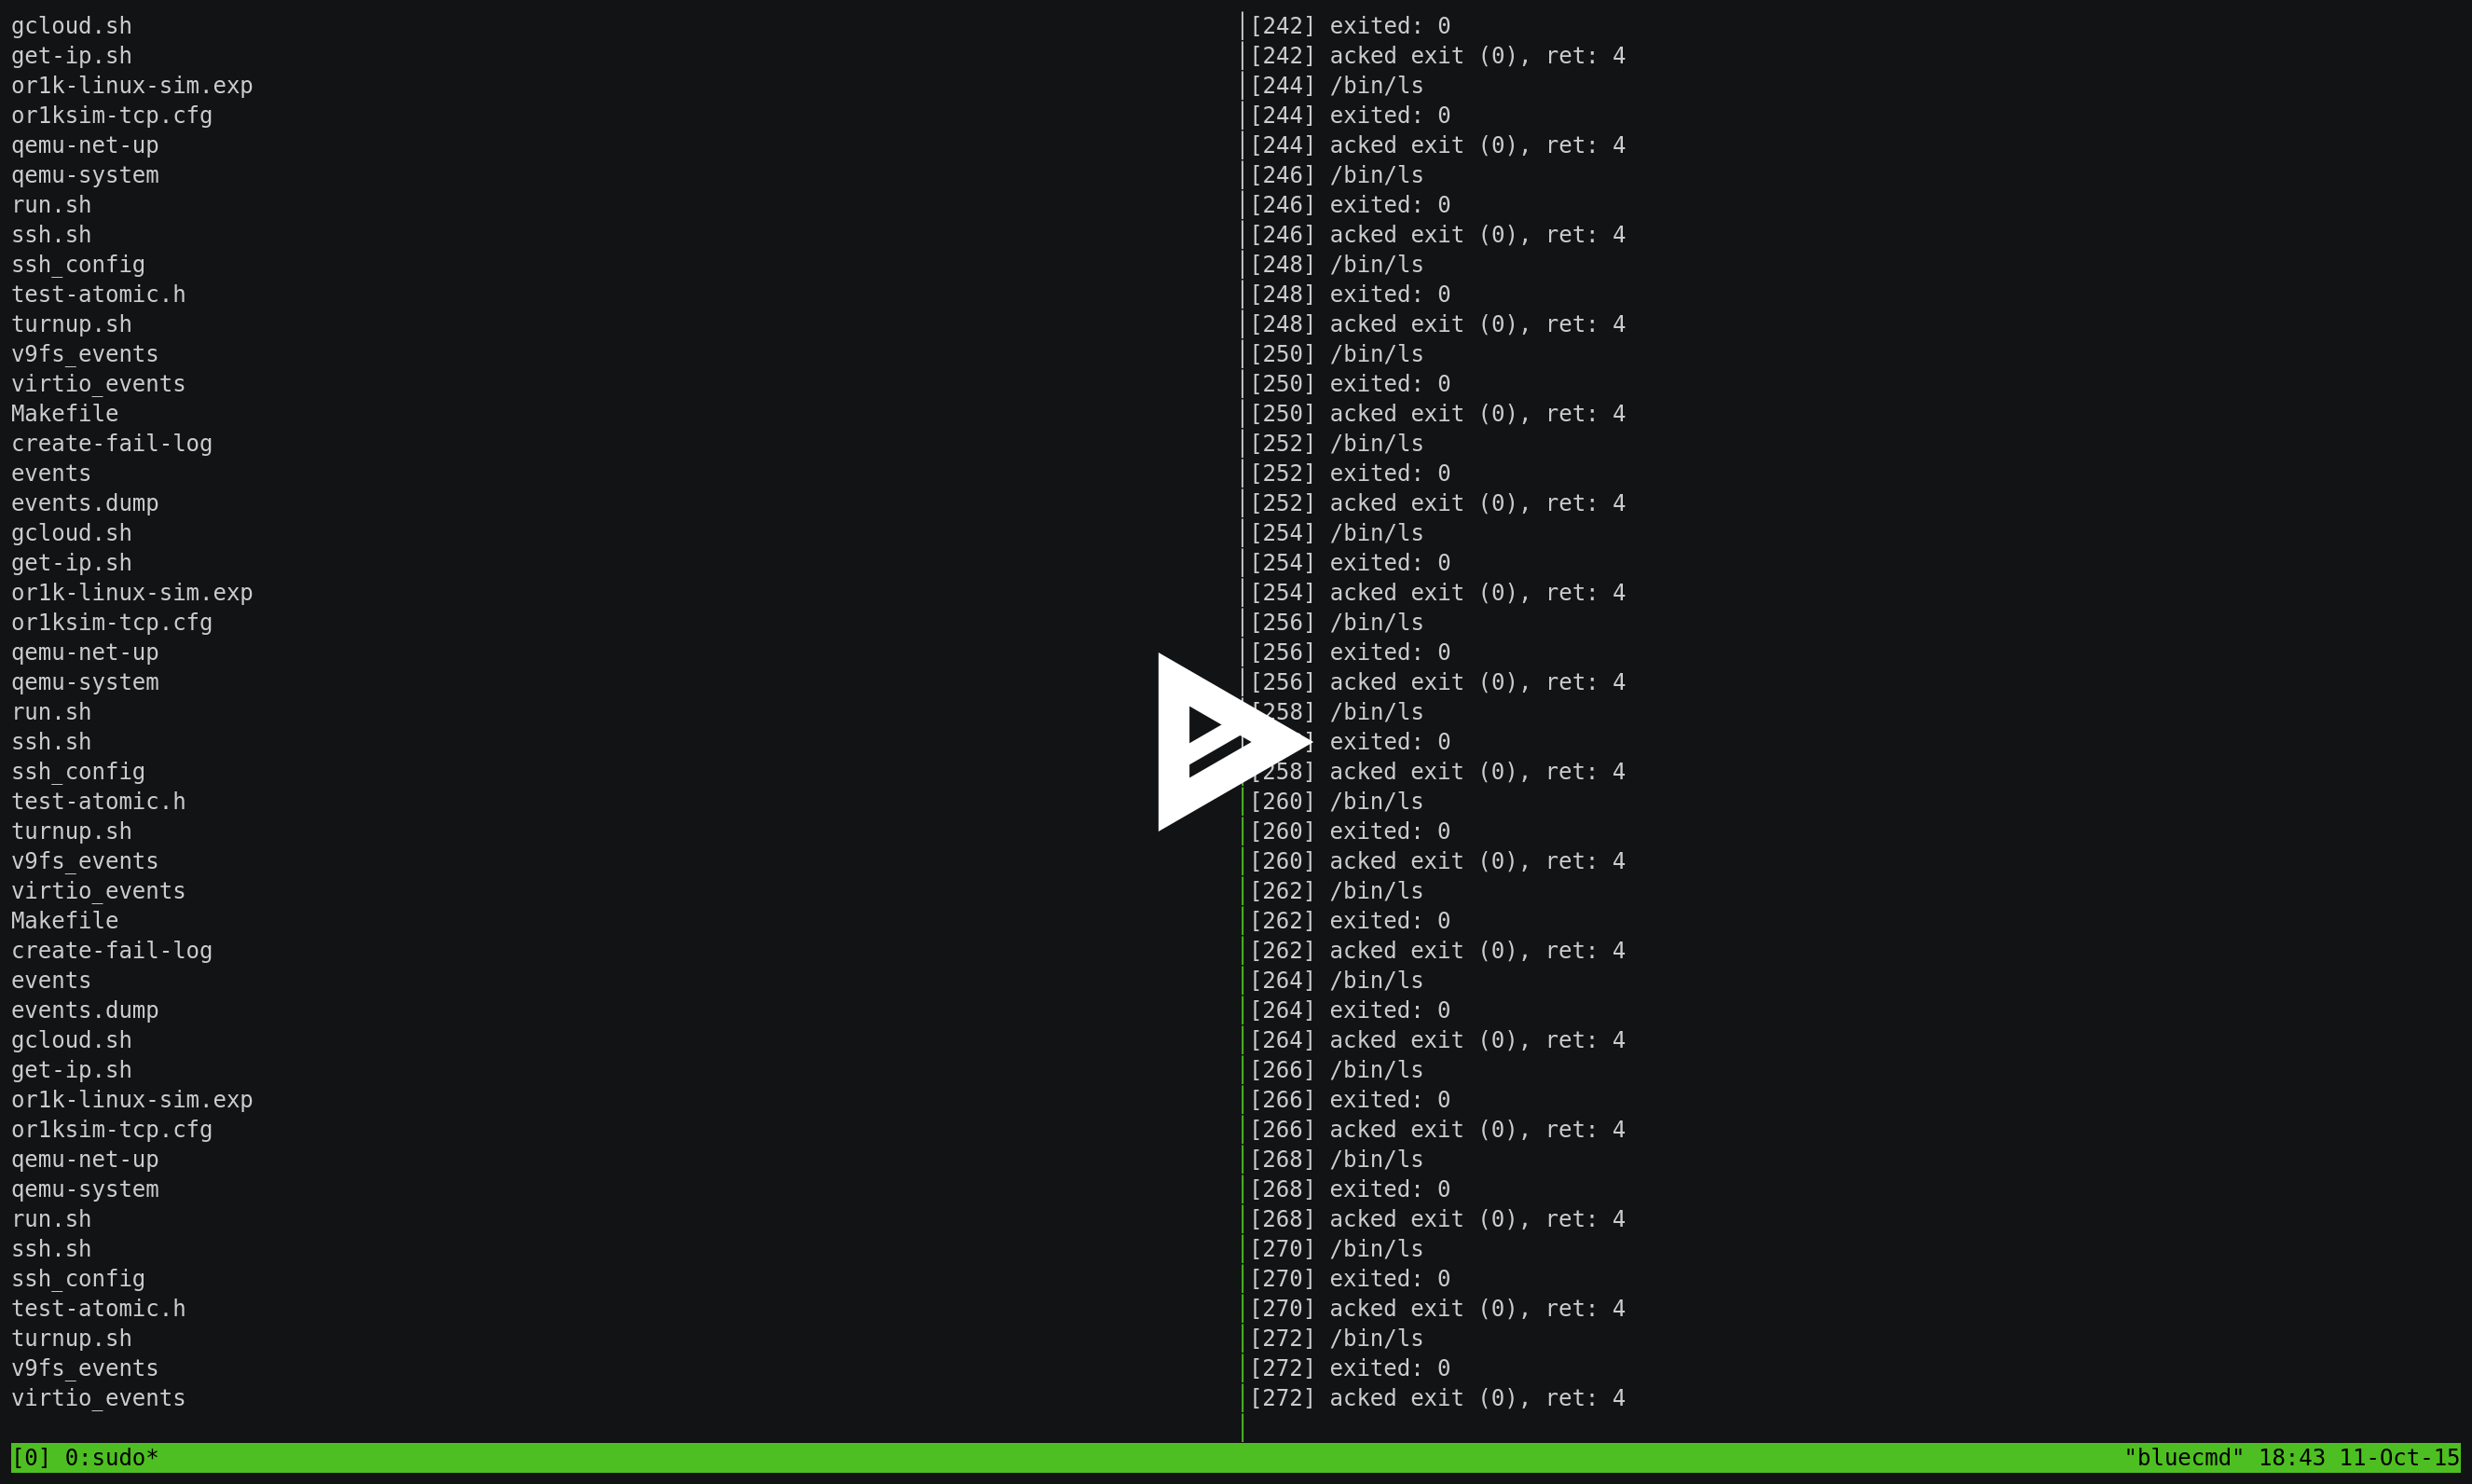 gcloud.sh
get-ip.sh
or1k-linux-sim.exp
or1ksim-tcp.cfg
qemu-net-up
qemu-system
run.sh
ssh.sh
ssh_config
test-atomic.h
turnup.sh
v9fs_events
virtio_events
Makefile
create-fail-log
events
events.dump
gcloud.sh
get-ip.sh
or1k-linux-sim.exp
or1ksim-tcp.cfg
qemu-net-up
qemu-system
run.sh
ssh.sh
ssh_config
test-atomic.h
turnup.sh
v9fs_events
virtio_events
Makefile
create-fail-log
events
events.dump
gcloud.sh
get-ip.sh
or1k-linux-sim.exp
or1ksim-tcp.cfg
qemu-net-up
qemu-system
run.sh
ssh.sh
ssh_config
test-atomic.h
turnup.sh
v9fs_events
virtio_events
[242] exited: 0
[242] acked exit (0), ret: 4
[244] /bin/ls
[244] exited: 0
[244] acked exit (0), ret: 4
[246] /bin/ls
[246] exited: 0
[246] acked exit (0), ret: 4
[248] /bin/ls
[248] exited: 0
[248] acked exit (0), ret: 4
[250] /bin/ls
[250] exited: 0
[250] acked exit (0), ret: 4
[252] /bin/ls
[252] exited: 0
[252] acked exit (0), ret: 4
[254] /bin/ls
[254] exited: 0
[254] acked exit (0), ret: 4
[256] /bin/ls
[256] exited: 0
[256] acked exit (0), ret: 4
[258] /bin/ls
] exited: 0
[258] acked exit (0), ret: 4
[260] /bin/ls
[260] exited: 0
[260] acked exit (0), ret: 4
[262] /bin/ls
[262] exited: 0
[262] acked exit (0), ret: 4
[264] /bin/ls
[264] exited: 0
[264] acked exit (0), ret: 4
[266] /bin/ls
[266] exited: 0
[266] acked exit (0), ret: 4
[268] /bin/ls
[268] exited: 0
[268] acked exit (0), ret: 4
[270] /bin/ls
[270] exited: 0
[270] acked exit (0), ret: 4
[272] /bin/ls
[272] exited: 0
[272] acked exit (0), ret: 4
[0] 0:sudo* "bluecmd" 18:43 11-Oct-15